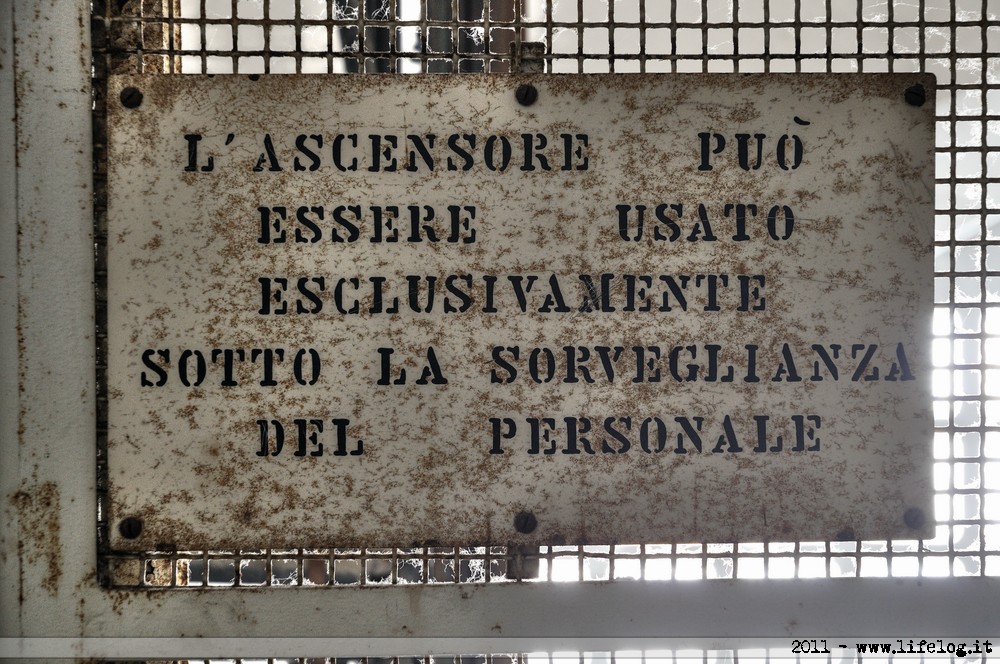 L'ASCENSORE PUÒ
ESSERE USATO
ESCLUSIVAMENTE
SOTTO LA SORVEGLIANZA
DEL PERSONALE
2011 - www.lifelog.it